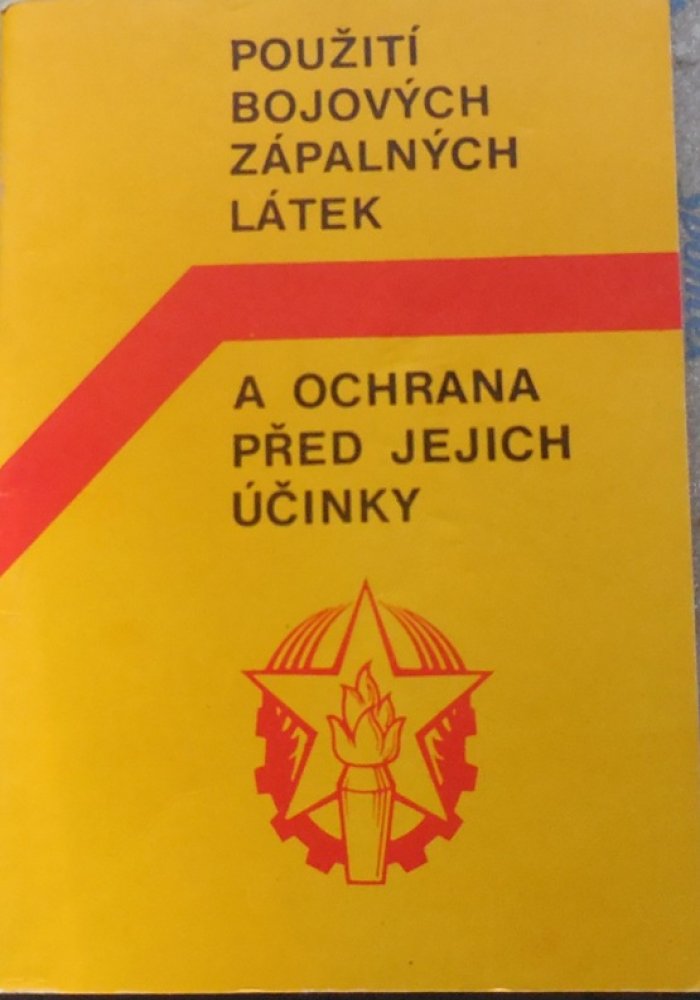 POUŽITÍ
BOJOVÝCH
ZÁPALNÝCH
LÁTEK
A OCHRANA
PŘED JEJICH
ÚČINKY